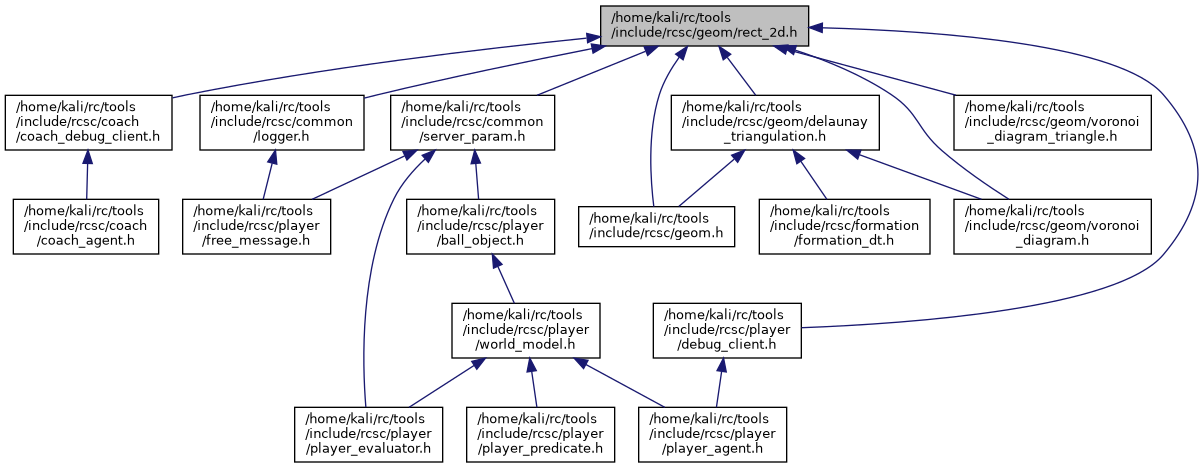 /home/kali/rc/tools
/include/rcsc/geom/rect_2d.h
/home/kali/rc/tools
/include/rcsc/coach
/coach_debug_client.h
/home/kali/rc/tools
/include/rcsc/common
/logger.h
/home/kali/rc/tools
/include/rcsc/common
/server_param.h
/home/kali/rc/tools
/include/rcsc/geom/delaunay
_triangulation.h
/home/kali/rc/tools
/include/rcsc/geom/voronoi
_diagram_triangle.h
/home/kali/rc/tools
/include/rcsc/coach
/coach_agent.h
/home/kali/rc/tools
/include/rcsc/player
/free_message.h
/home/kali/rc/tools
/include/rcsc/player
/ball_object.h
/home/kali/rc/tools
/include/rcsc/geom.h
/home/kali/rc/tools
/include/rcsc/formation
/formation_dt.h
/home/kali/rc/tools
/include/rcsc/geom/voronoi
_diagram.h
/home/kali/rc/tools
/include/rcsc/player
/world_model.h
/home/kali/rc/tools
/include/rcsc/player
/debug_client.h
/home/kali/rc/tools
/include/rcsc/player
/player_evaluator.h
/home/kali/rc/tools
/include/rcsc/player
/player_predicate.h
/home/kali/rc/tools
/include/rcsc/player
/player_agent.h